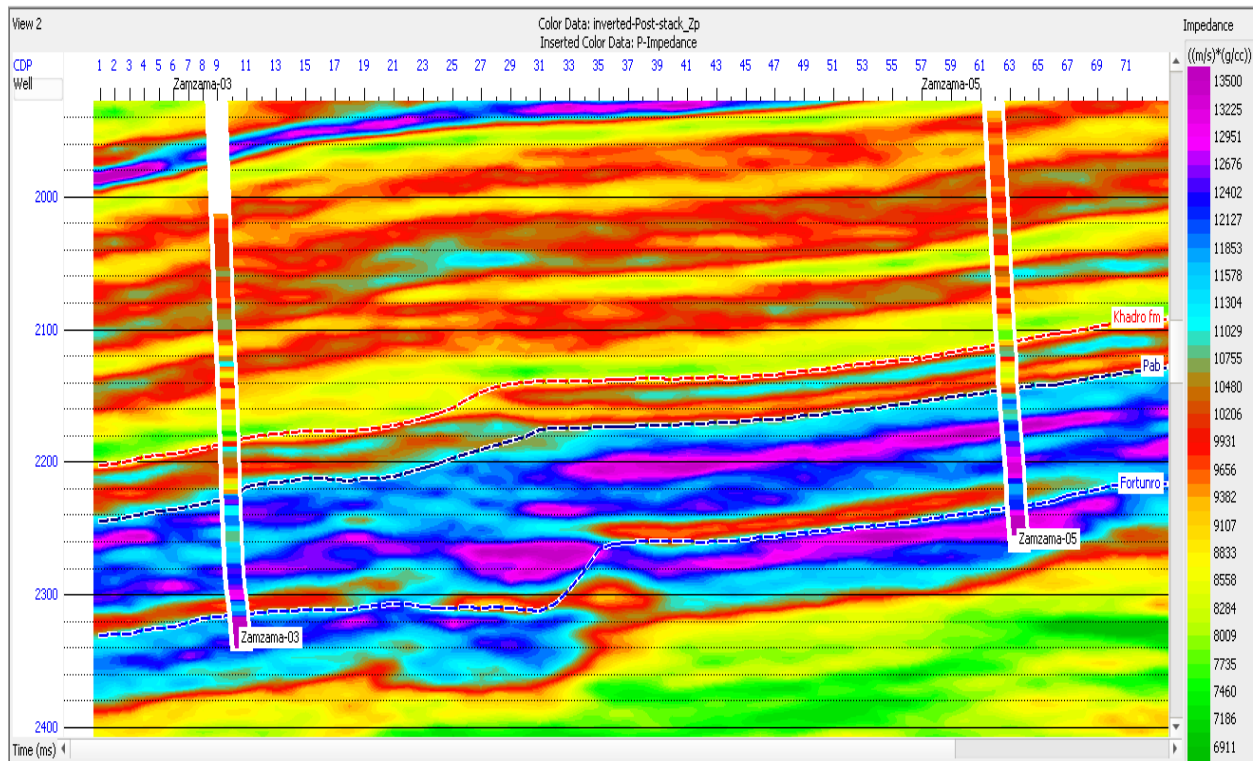 View 2
Color Data: inverted-Post-stack_Zp
Inserted Color Data: P-Impedance
Impedance
((m/s)*(g/cc))
CDP 1 2 3 4 5 6 7 8 9 11 13 15 17 19 21 23 25 27 31 35 37 39 41 43 45 47 49 51 53 55 57 59 61 63 65 67 69 71
Well Zamzama-03 Zamzama-05
2000
2100
2200
2300
2400
Khadro fm
Pab
Fortunro
Zamzama-05
Zamzama-03
Time (ms)
13500
13225
12951
12676
12402
12127
11853
11578
11304
11029
10755
10480
10206
9931
9656
9382
9107
8833
8558
8284
8009
7735
7460
7186
6911